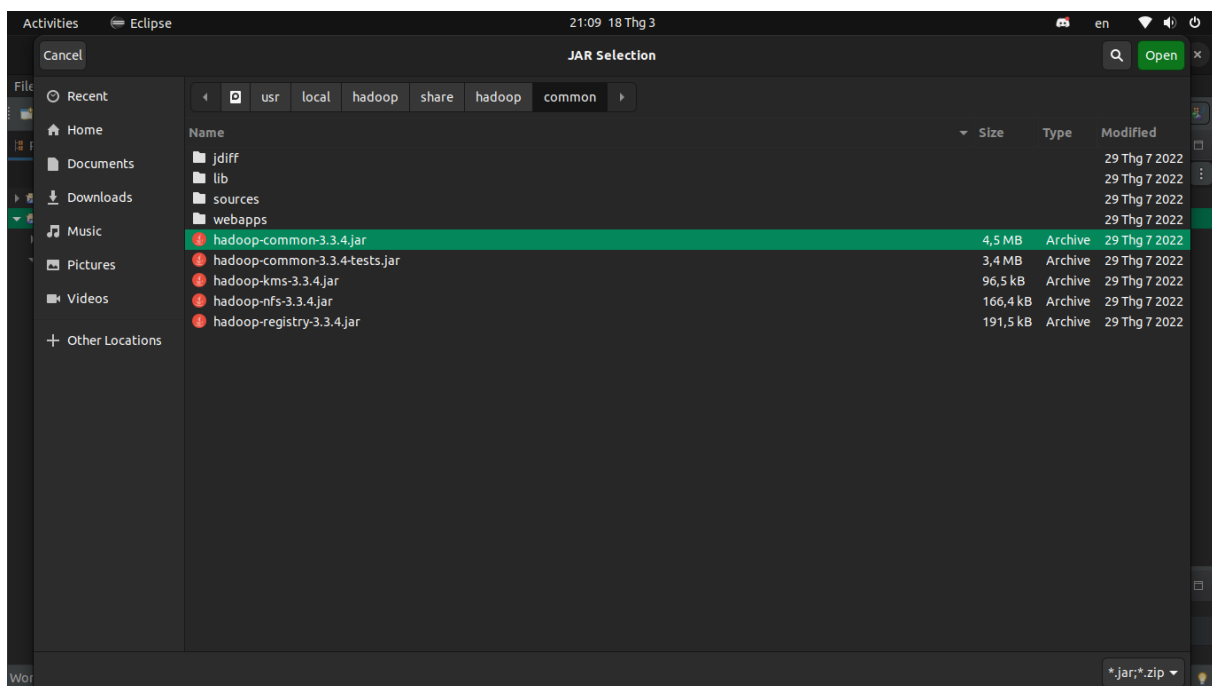 Activities Eclipse 21:09 18 Thg 3 en
Cancel JAR Selection Open
File
Recent usr local hadoop share hadoop common
Home Name Size Type Modified
Documents jdiff 29 Thg 7 2022
lib 29 Thg 7 2022
Downloads sources 29 Thg 7 2022
webapps 29 Thg 7 2022
Music hadoop-common-3.3.4.jar 4,5 MB Archive 29 Thg 7 2022
Pictures hadoop-common-3.3.4-tests.jar 3,4 MB Archive 29 Thg 7 2022
hadoop-kms-3.3.4.jar 96,5 kB Archive 29 Thg 7 2022
Videos hadoop-nfs-3.3.4.jar 166,4 kB Archive 29 Thg 7 2022
hadoop-registry-3.3.4.jar 191,5 kB Archive 29 Thg 7 2022
+ Other Locations
*.jar;*.zip
Wor